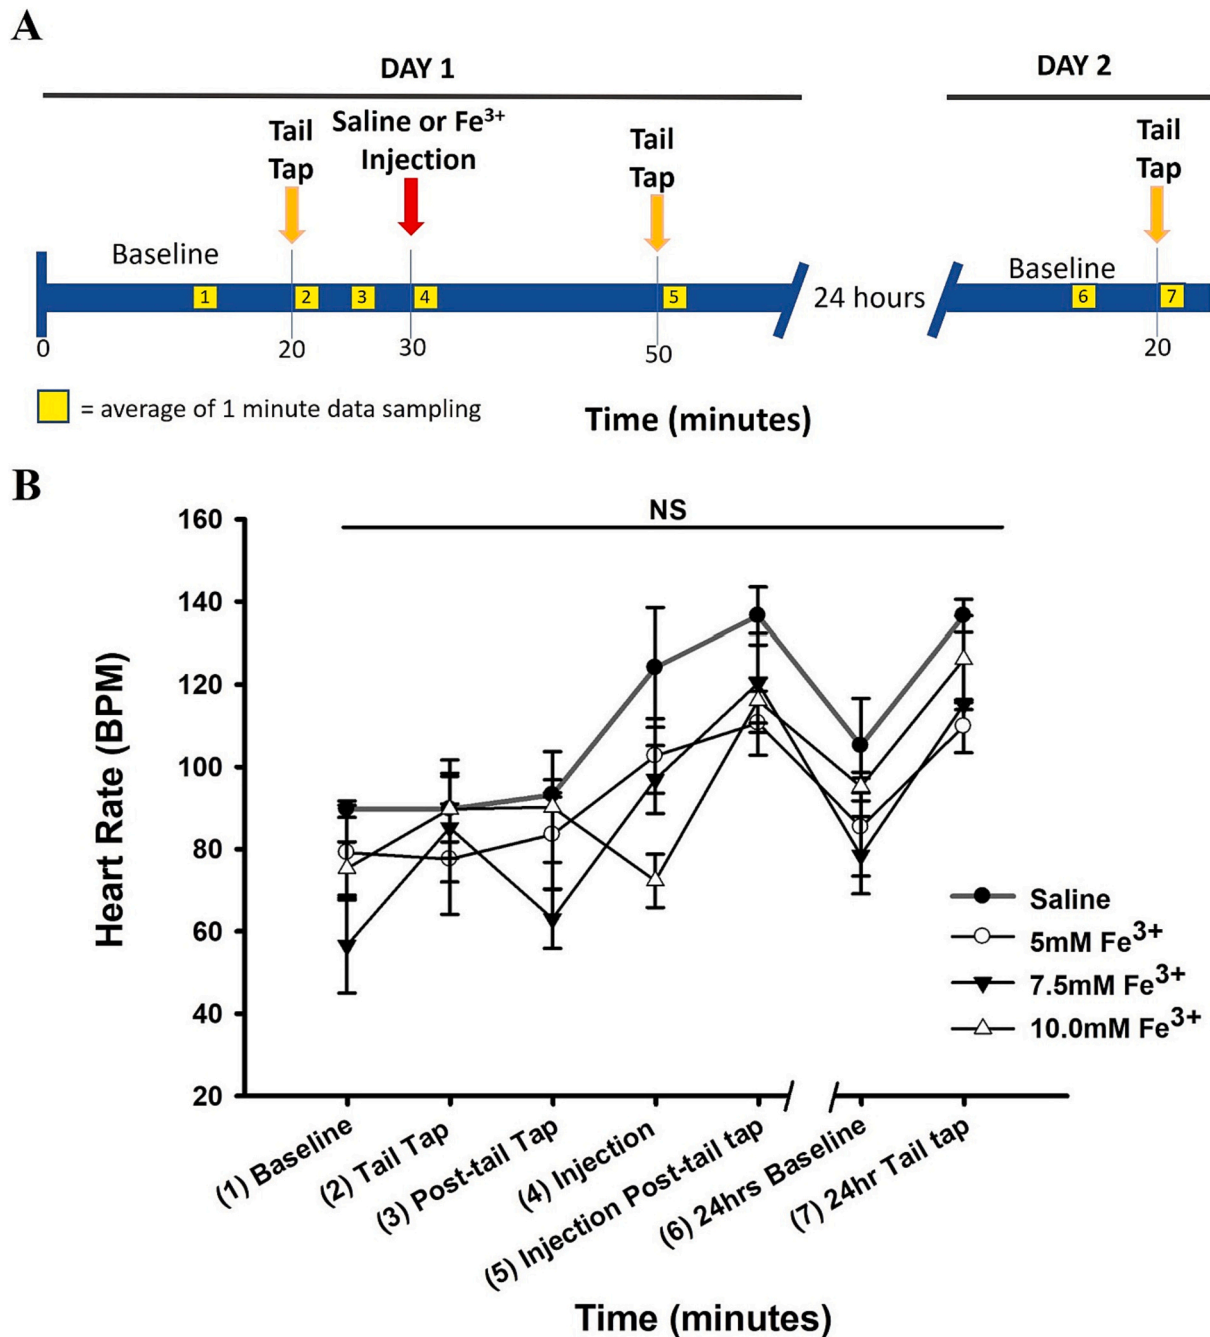 A
DAY 1
DAY 2
Tail
Tap
Saline or Fe³⁺
Injection
Tail
Tap
Tail
Tap
Baseline
Baseline
1
2
3
4
5
24 hours
6
7
0
20
30
50
20
= average of 1 minute data sampling
Time (minutes)
B
NS
160
140
120
100
80
60
40
20
Heart Rate (BPM)
Saline
5mM Fe³⁺
7.5mM Fe³⁺
10.0mM Fe³⁺
(1) Baseline
(2) Tail Tap
(3) Post-tail Tap
(4) Injection
(5) Injection Post-tail tap
(6) 24hrs Baseline
(7) 24hr Tail tap
Time (minutes)